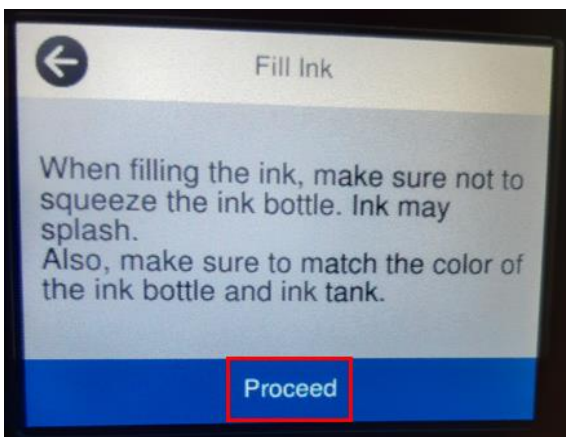 Fill Ink
When filling the ink, make sure not to
squeeze the ink bottle. Ink may
splash.
Also, make sure to match the color of
the ink bottle and ink tank.
Proceed